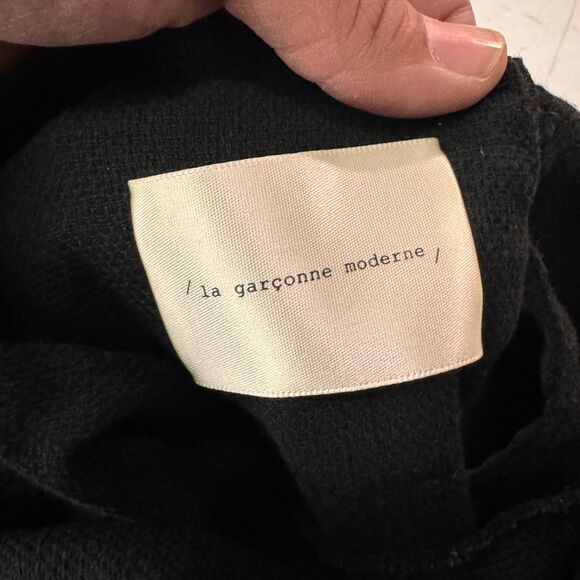 / la garçonne moderne /